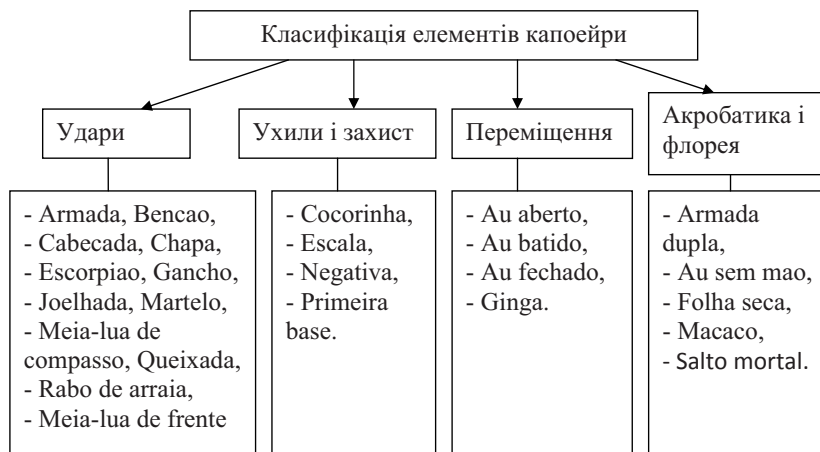 Класифікація елементів капоейри
Удари
Ухили і захист
Переміщення
Акробатика і
флорея
- Armada, Bencao,
- Cabecada, Chapa,
- Escorpiao, Gancho,
- Joelhada, Martelo,
- Meia-lua de
compasso, Queixada,
- Rabo de arraia,
- Meia-lua de frente
- Cocorinha,
- Escala,
- Negativa,
- Primeira
base.
- Au aberto,
- Au batido,
- Au fechado,
- Ginga.
- Armada
dupla,
- Au sem mao,
- Folha seca,
- Macaco,
- Salto mortal.